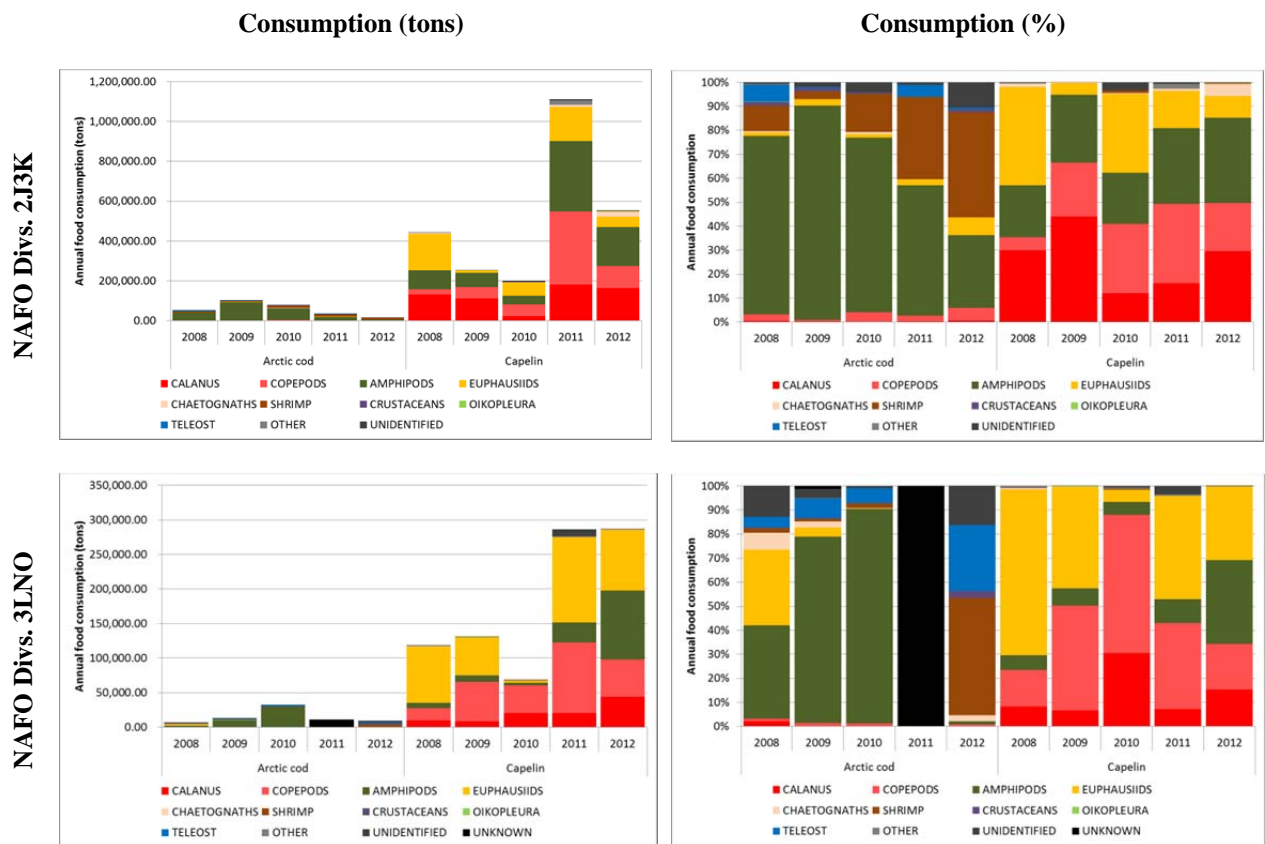 Consumption (tons)
Consumption (%)
NAFO Divs. 2J3K
Annual food consumption (tons)
1,200,000.00
1,000,000.00
800,000.00
600,000.00
400,000.00
200,000.00
0.00
2008 2009 2010 2011 2012 2008 2009 2010 2011 2012
Arctic cod Capelin
CALANUS COPEPODS AMPHIPODS EUPHAUSIIDS
CHAETOGNATHS SHRIMP CRUSTACEANS OIKOPLEURA
TELEOST OTHER UNIDENTIFIED
Annual food consumption
100%
90%
80%
70%
60%
50%
40%
30%
20%
10%
0%
2008 2009 2010 2011 2012 2008 2009 2010 2011 2012
Arctic cod Capelin
CALANUS COPEPODS AMPHIPODS EUPHAUSIIDS
CHAETOGNATHS SHRIMP CRUSTACEANS OIKOPLEURA
TELEOST OTHER UNIDENTIFIED
NAFO Divs. 3LNO
Annual food consumption (tons)
350,000.00
300,000.00
250,000.00
200,000.00
150,000.00
100,000.00
50,000.00
0.00
2008 2009 2010 2011 2012 2008 2009 2010 2011 2012
Arctic cod Capelin
CALANUS COPEPODS AMPHIPODS EUPHAUSIIDS
CHAETOGNATHS SHRIMP CRUSTACEANS OIKOPLEURA
TELEOST OTHER UNIDENTIFIED UNKNOWN
Annual food consumption
100%
90%
80%
70%
60%
50%
40%
30%
20%
10%
0%
2008 2009 2010 2011 2012 2008 2009 2010 2011 2012
Arctic cod Capelin
CALANUS COPEPODS AMPHIPODS EUPHAUSIIDS
CHAETOGNATHS SHRIMP CRUSTACEANS OIKOPLEURA
TELEOST OTHER UNIDENTIFIED UNKNOWN